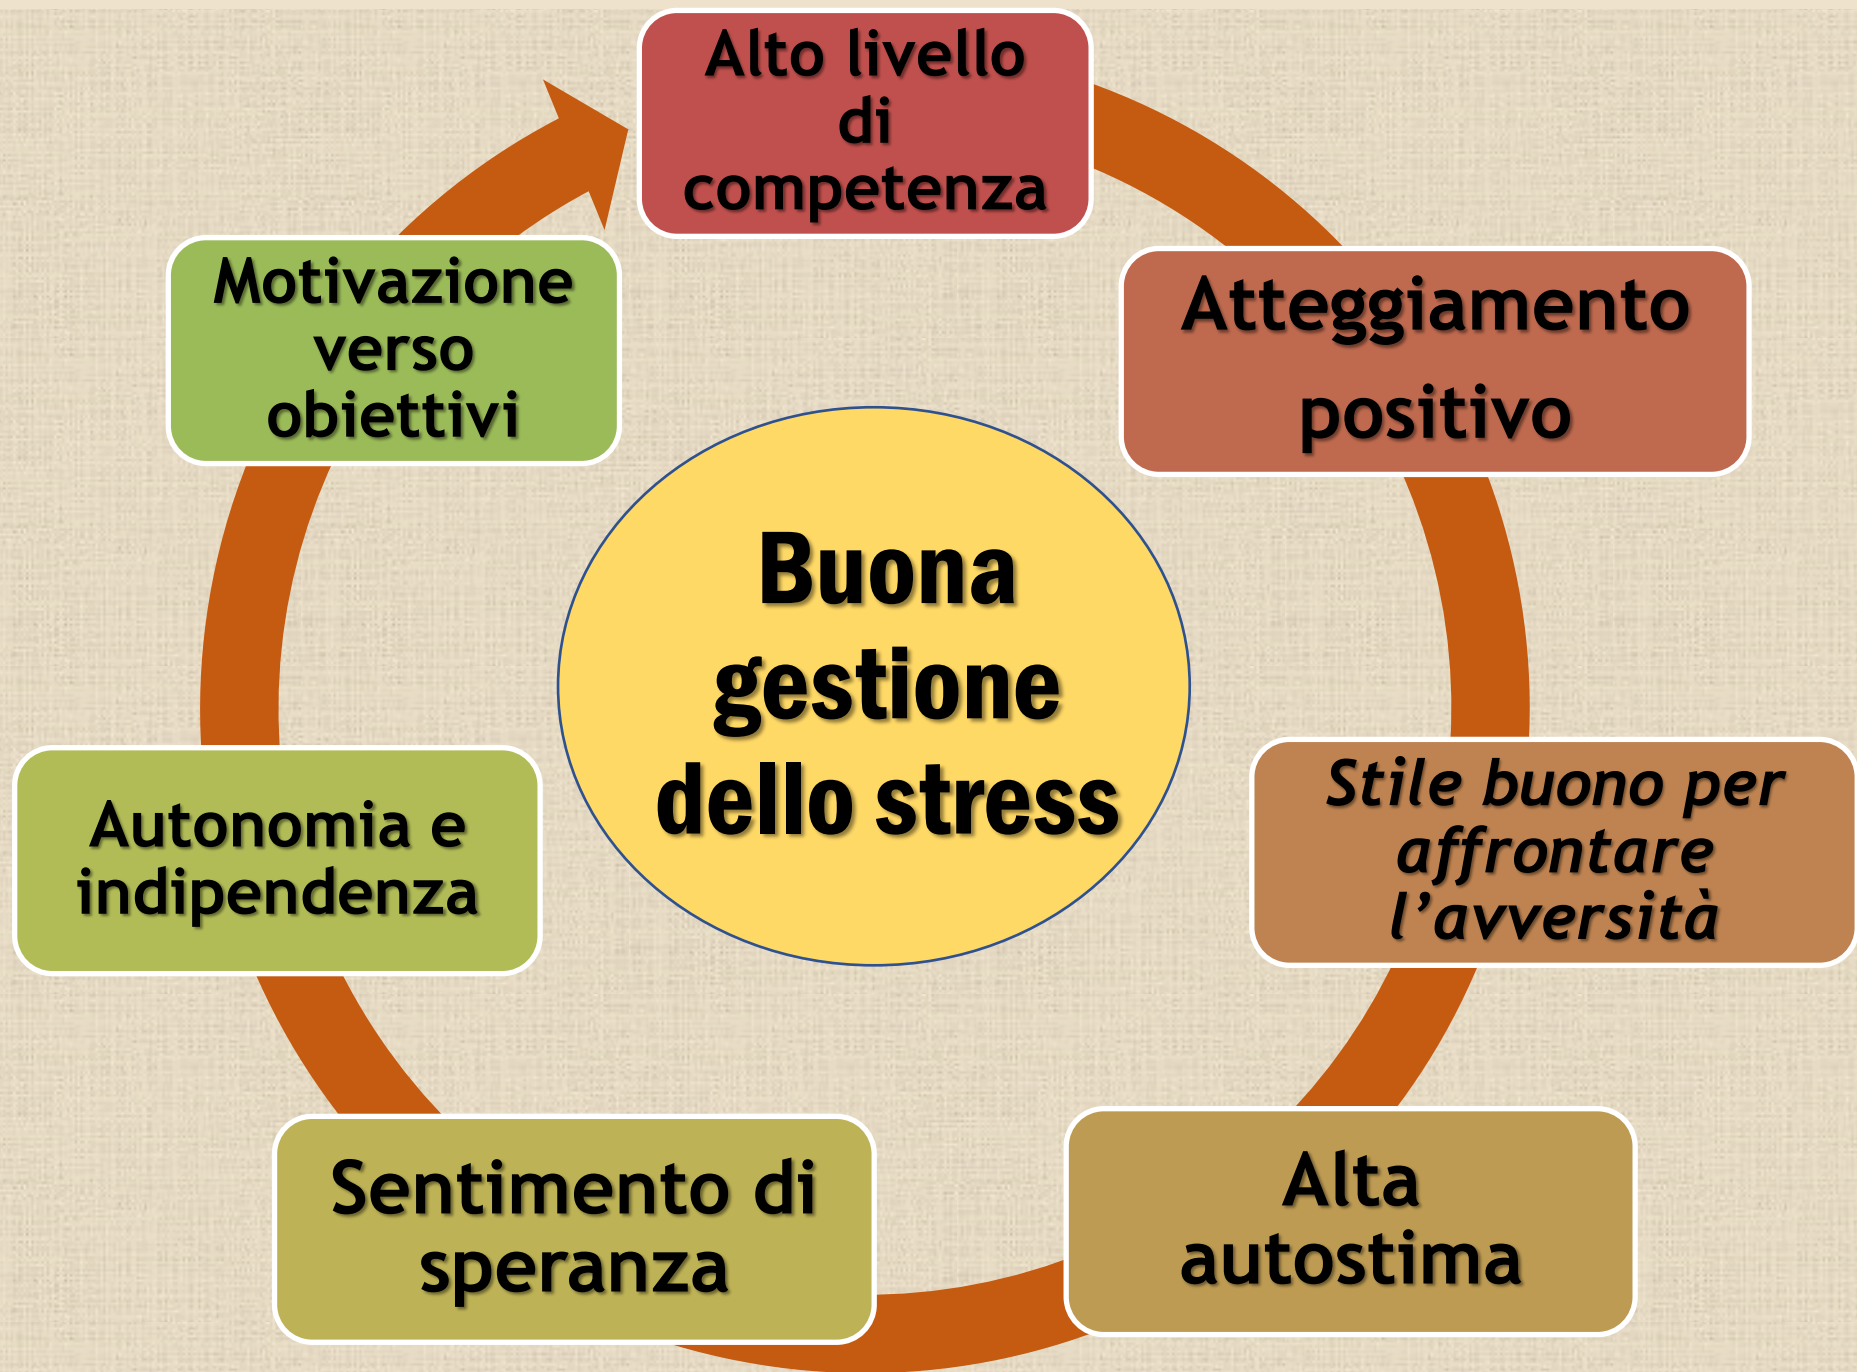 Alto livello
di
competenza
Atteggiamento
positivo
Stile buono per
affrontare
l’avversità
Alta
autostima
Sentimento di
speranza
Autonomia e
indipendenza
Motivazione
verso
obiettivi
Buona
gestione
dello stress